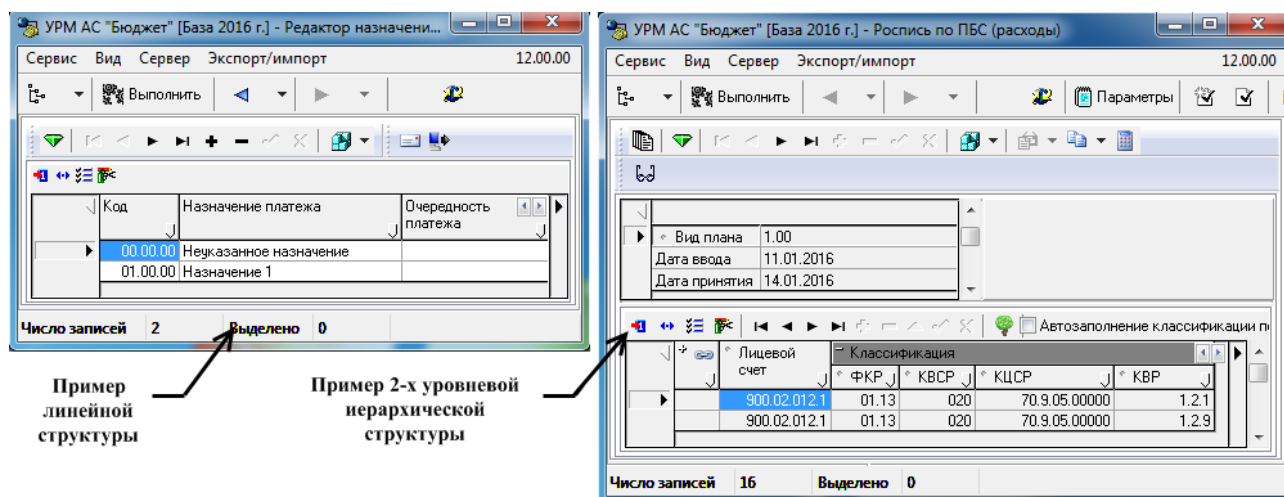 УРМ АС "Бюджет" [База 2016 г.] - Редактор назначени...
Сервис Вид Сервер Экспорт/импорт 12.00.00
Выполнить
Код Назначение платежа Очередность платежа
00.00.00 Неуказанное назначение
01.00.00 Назначение 1
Число записей 2 Выделено 0
Пример
линейной
структуры
Пример 2-х уровневой
иерархической
структуры
УРМ АС "Бюджет" [База 2016 г.] - Роспись по ПБС (расходы)
Сервис Вид Сервер Экспорт/импорт 12.00.00
Выполнить Параметры
Вид плана 1.00
Дата ввода 11.01.2016
Дата принятия 14.01.2016
Автозаполнение классификации п
Лицевой счет Классификация
ФКР КВСР КЦСР КВР
900.02.012.1 01.13 020 70.9.05.00000 1.2.1
900.02.012.1 01.13 020 70.9.05.00000 1.2.9
Число записей 16 Выделено 0